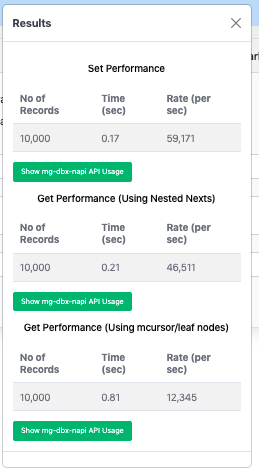 Results
Set Performance
No of Records Time (sec) Rate (per sec)
10,000 0.17 59,171
Show mg-dbx-napi API Usage
Get Performance (Using Nested Nexts)
No of Records Time (sec) Rate (per sec)
10,000 0.21 46,511
Show mg-dbx-napi API Usage
Get Performance (Using mcursor/leaf nodes)
No of Records Time (sec) Rate (per sec)
10,000 0.81 12,345
Show mg-dbx-napi API Usage